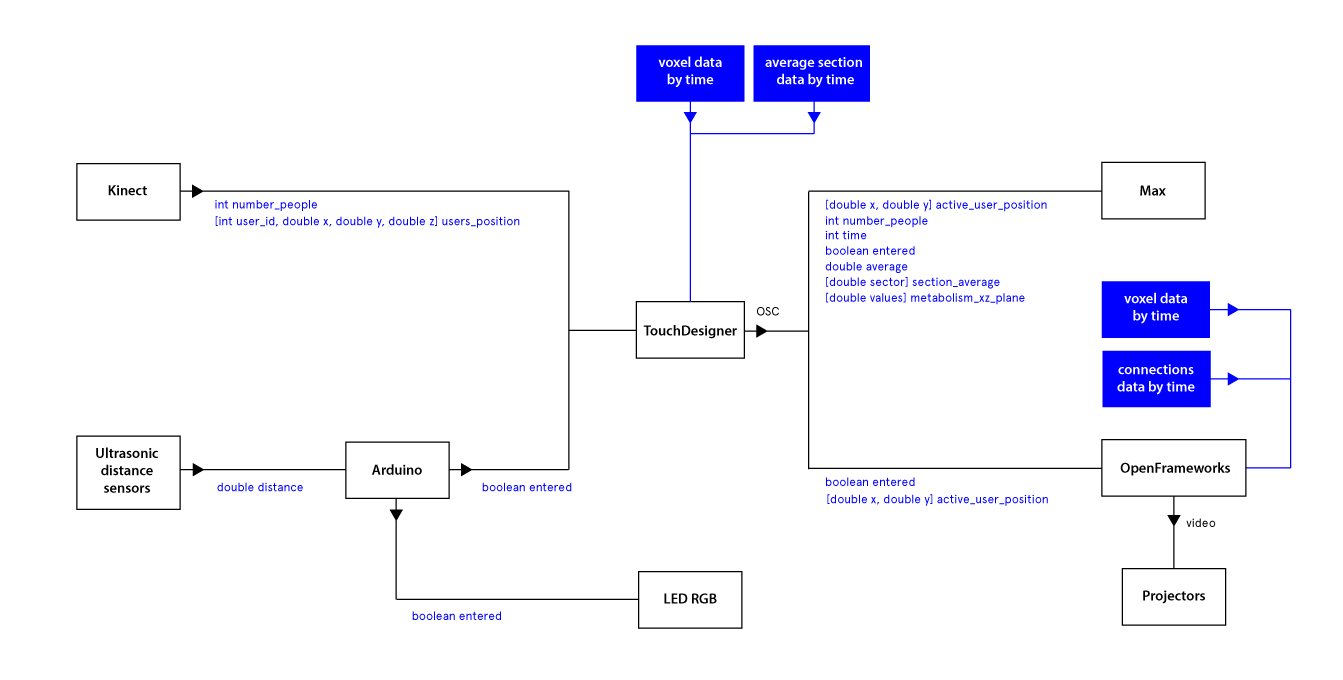 voxel data
by time
average section
data by time
Kinect
int number_people
[int user_id, double x, double y, double z] users_position
Max
[double x, double y] active_user_position
int number_people
int time
boolean entered
double average
[double sector] section_average
[double values] metabolism_xz_plane
voxel data
by time
TouchDesigner
OSC
connections
data by time
Ultrasonic
distance
sensors
double distance
Arduino
boolean entered
OpenFrameworks
boolean entered
[double x, double y] active_user_position
video
LED RGB
boolean entered
Projectors